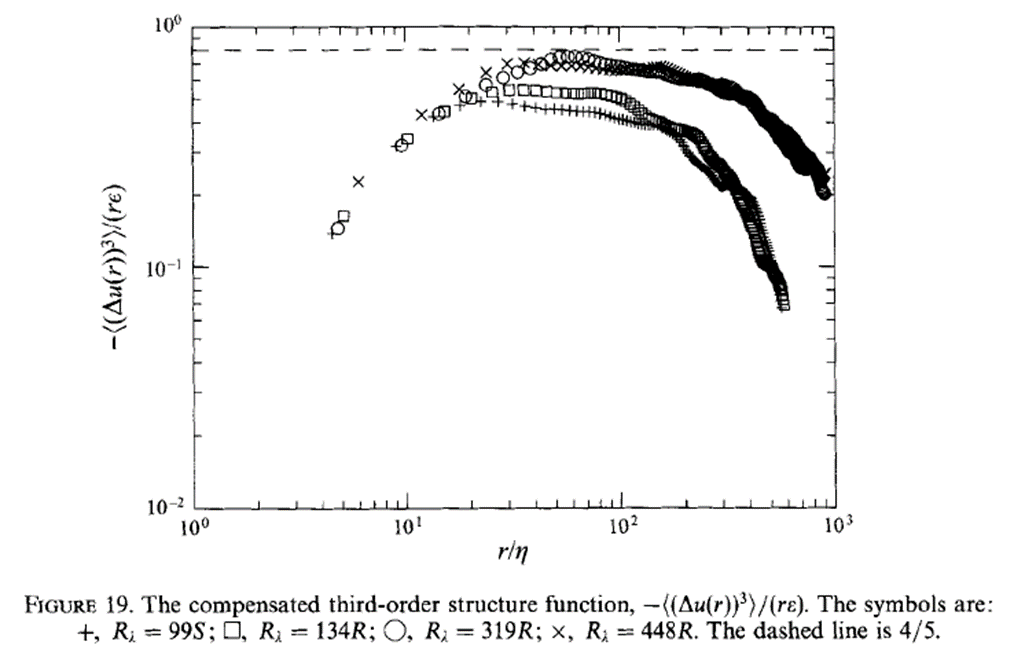 10⁰
10⁻¹
10⁻²
−⟨(Δu(r))³⟩/(rϵ)
10⁰ 10¹ 10² 10³
r/η
FIGURE 19. The compensated third-order structure function, −⟨(Δu(r))³⟩/(rε). The symbols are:
+, R_λ = 99S; □, R_λ = 134R; ○, R_λ = 319R; ×, R_λ = 448R. The dashed line is 4/5.